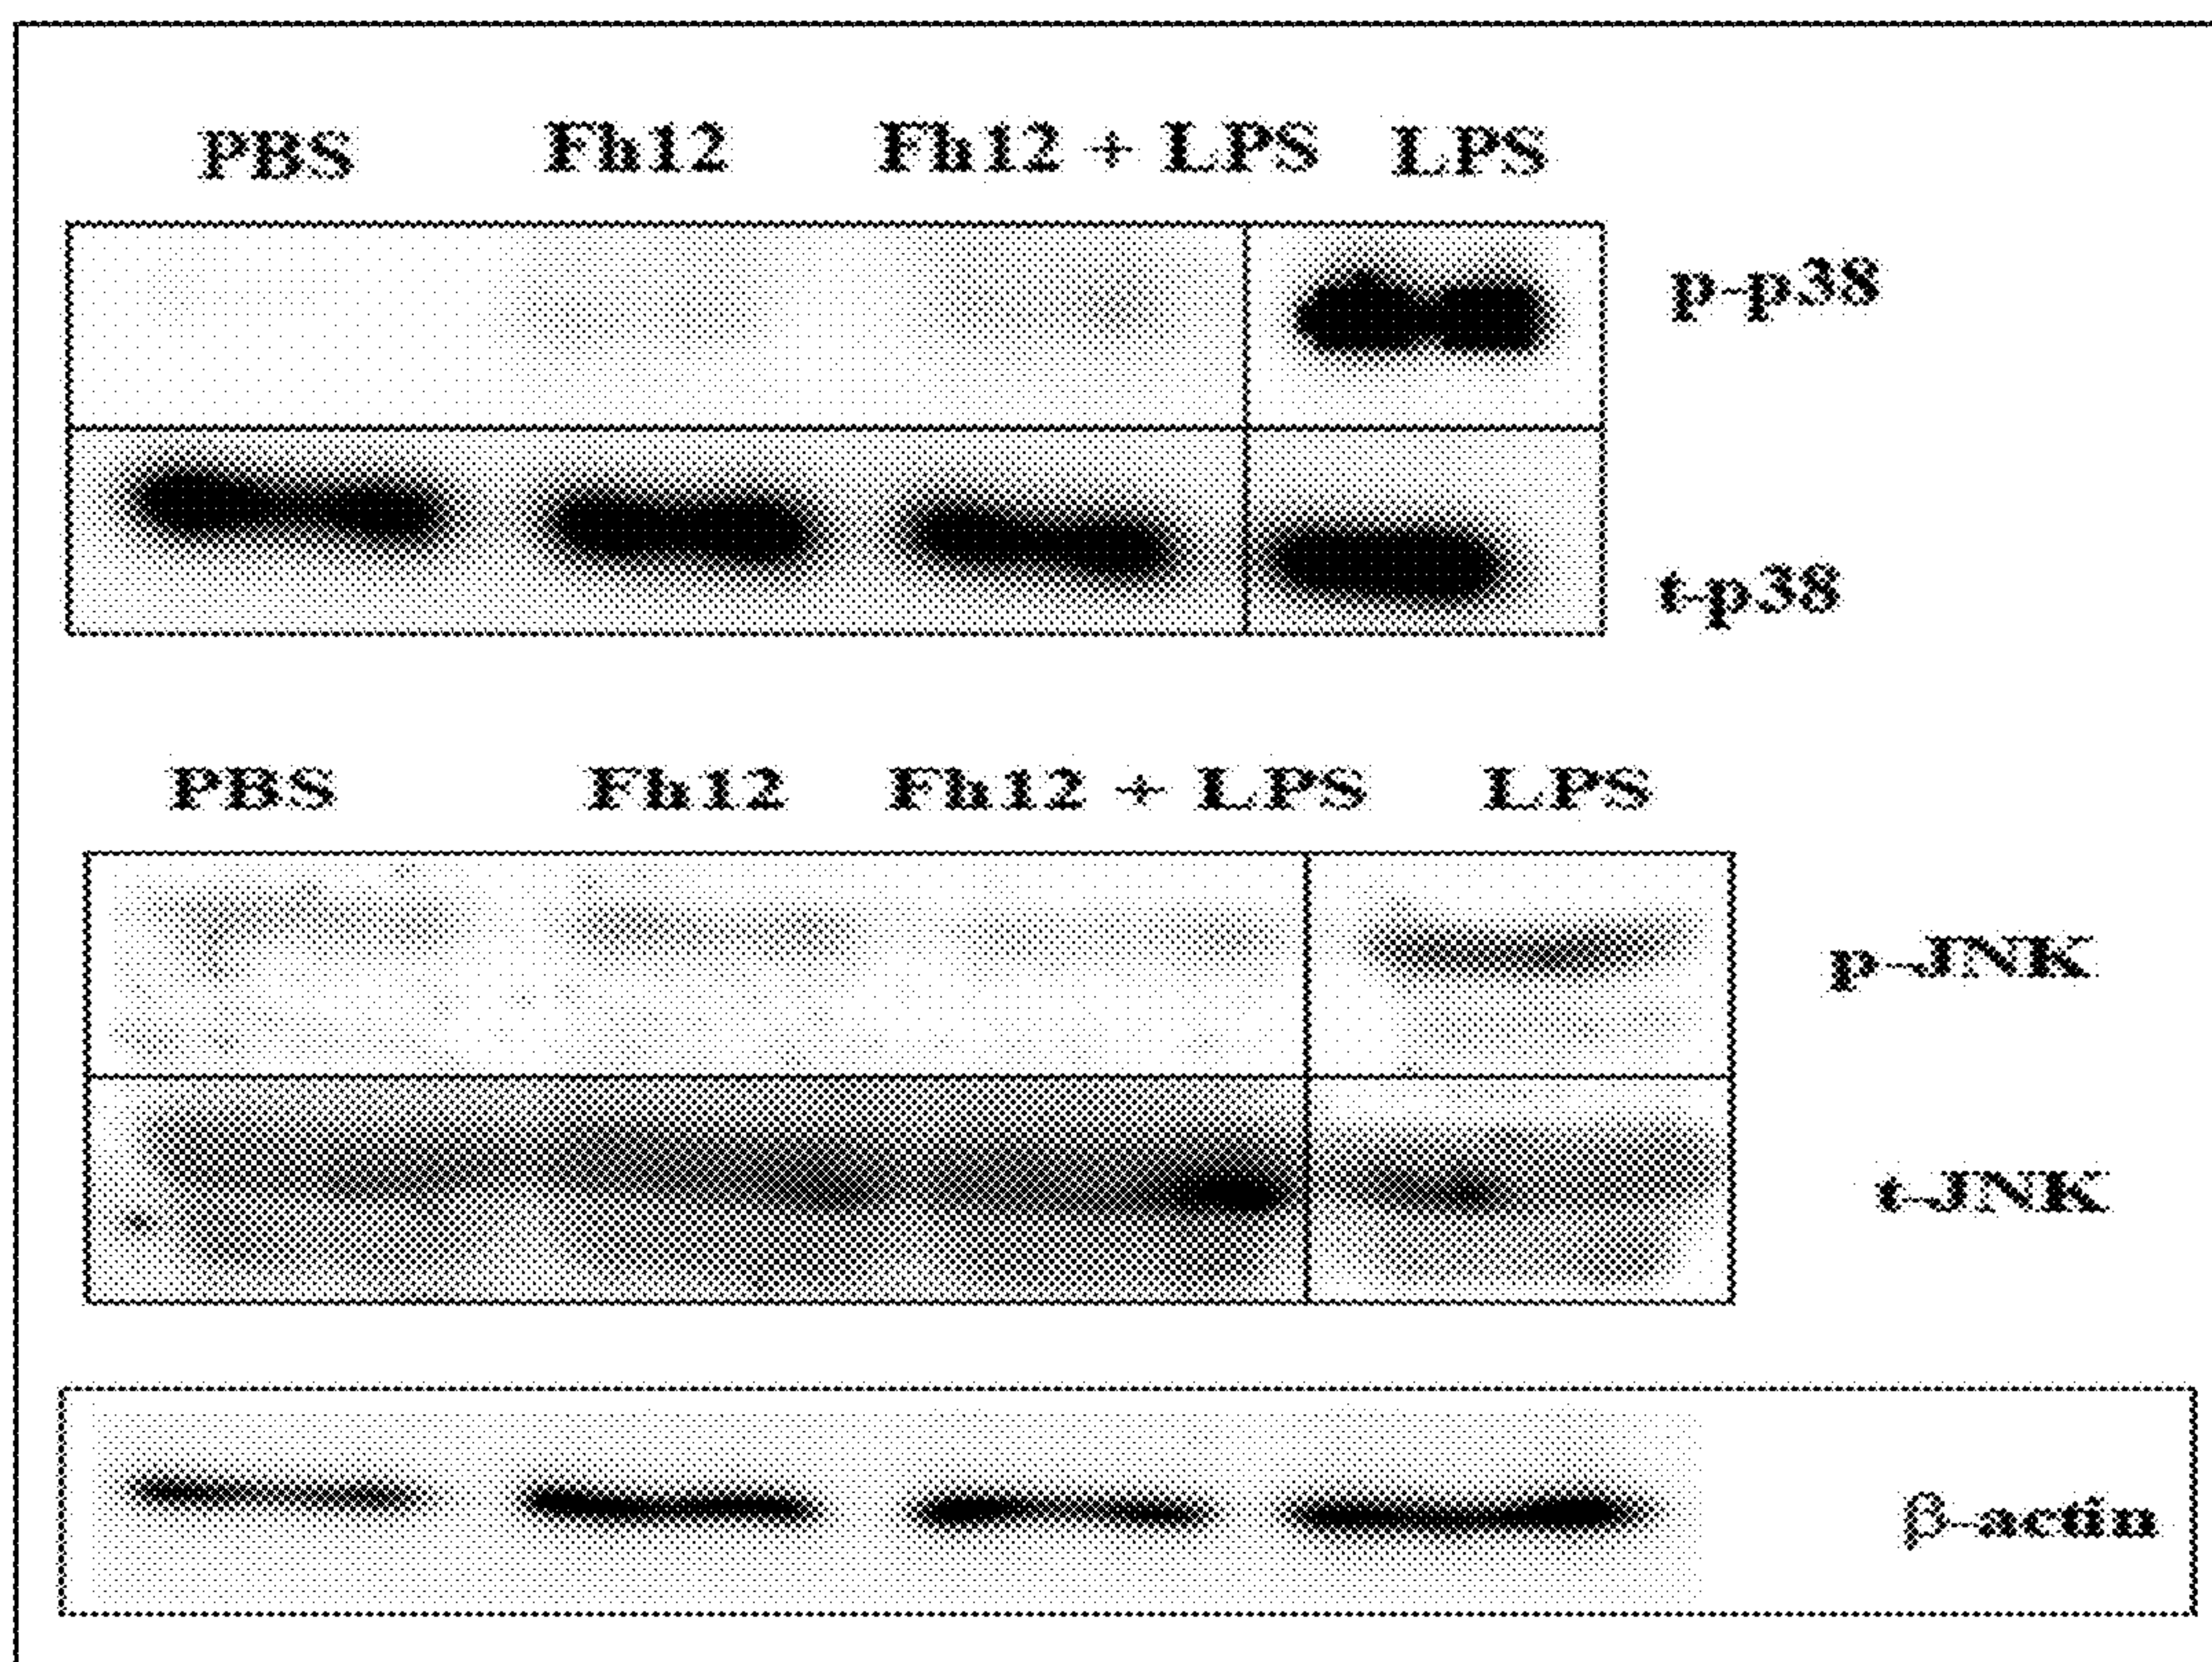 PBS Fh12 Fh12 + LPS LPS
p-p38
t-p38
PBS Fh12 Fh12 + LPS LPS
p-JNK
t-JNK
β-actin